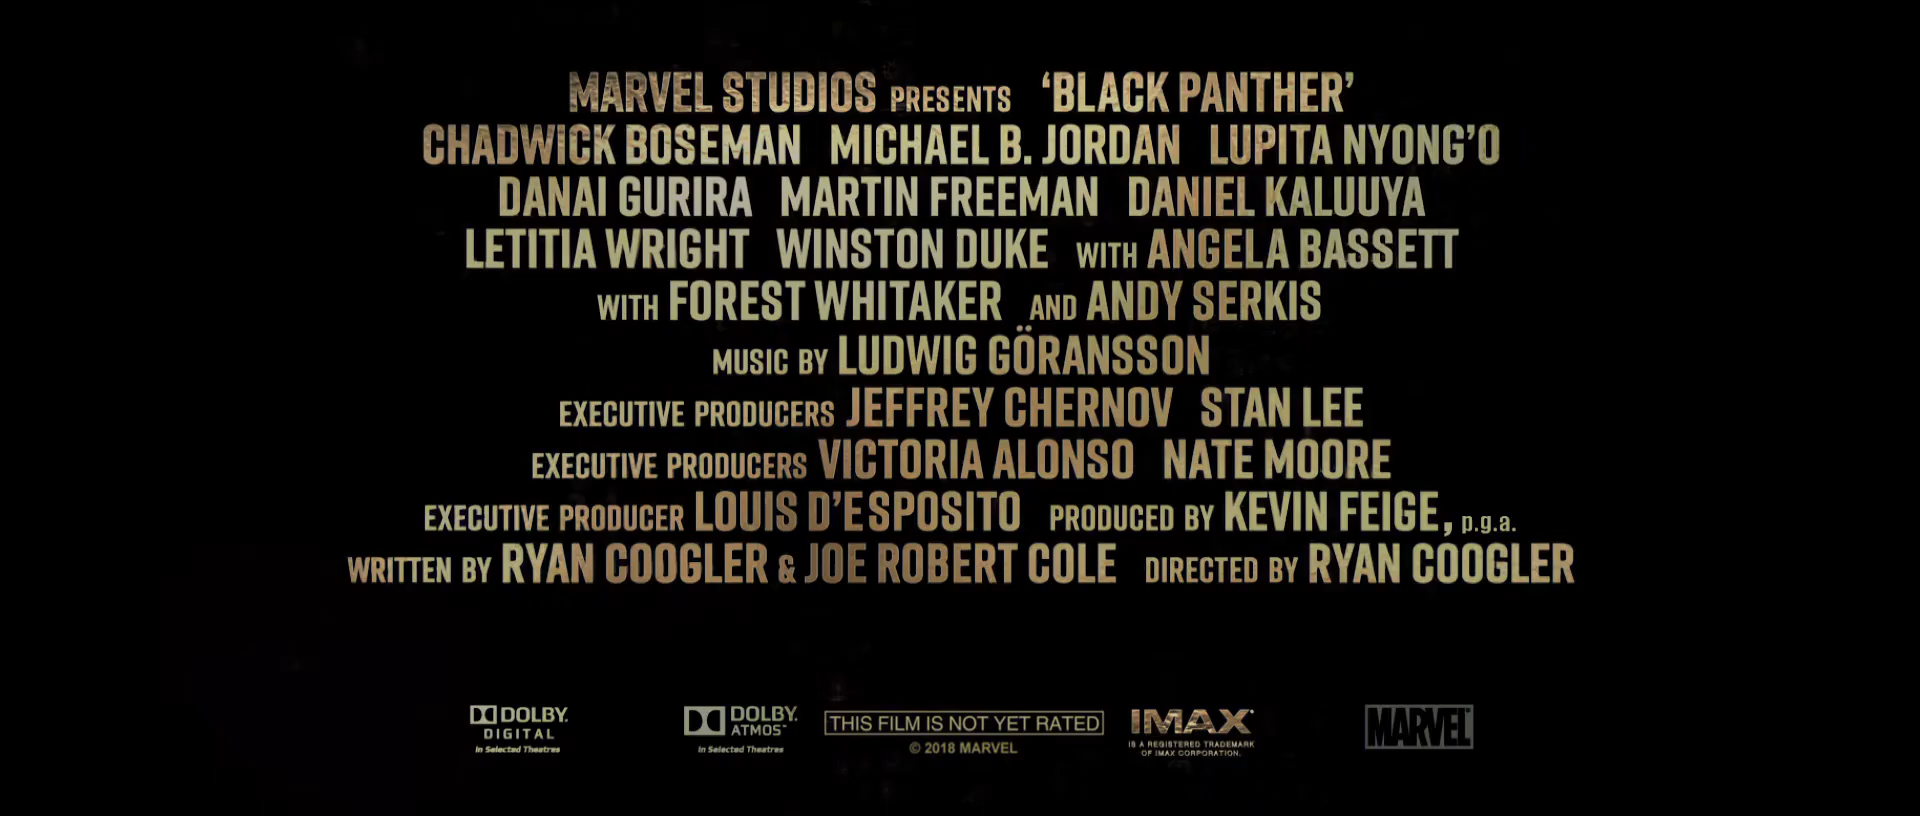 MARVEL STUDIOS PRESENTS ‘BLACK PANTHER’
CHADWICK BOSEMAN MICHAEL B. JORDAN LUPITA NYONG’O
DANAI GURIRA MARTIN FREEMAN DANIEL KALUUYA
LETITIA WRIGHT WINSTON DUKE WITH ANGELA BASSETT
WITH FOREST WHITAKER AND ANDY SERKIS
MUSIC BY LUDWIG GÖRANSSON
EXECUTIVE PRODUCERS JEFFREY CHERNOV STAN LEE
EXECUTIVE PRODUCERS VICTORIA ALONSO NATE MOORE
EXECUTIVE PRODUCER LOUIS D’ESPOSITO PRODUCED BY KEVIN FEIGE, p.g.a.
WRITTEN BY RYAN COOGLER & JOE ROBERT COLE DIRECTED BY RYAN COOGLER
DOLBY.
DIGITAL
In Selected Theatres
DOLBY.
ATMOS™
In Selected Theatres
THIS FILM IS NOT YET RATED
© 2018 MARVEL
IMAX®
IS A REGISTERED TRADEMARK
OF IMAX CORPORATION.
MARVEL